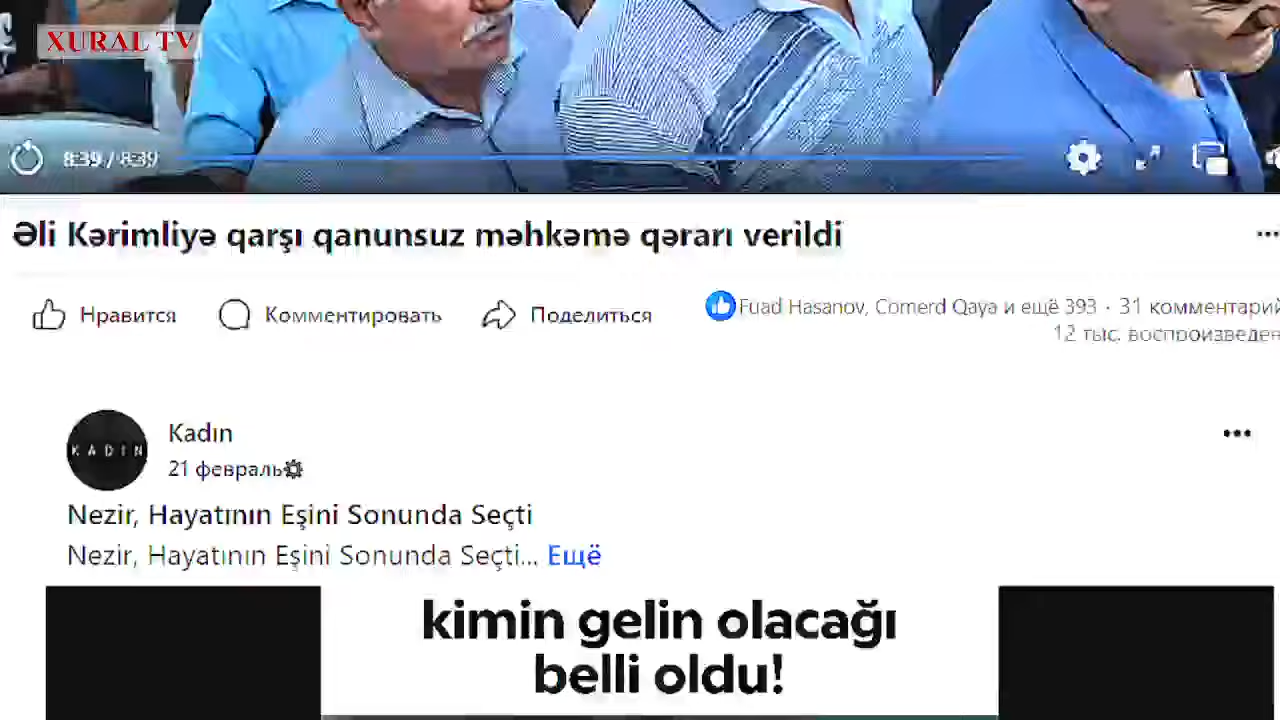 XURAL TV
8:39 / 8:39
Əli Kərimliyə qarşı qanunsuz məhkəmə qərarı verildi
Нравится
Комментировать
Поделиться
Fuad Hasanov, Comerd Qaya и ещё 393 · 31 комментарий
12 тыс. воспроизведен
KADIN
Kadın
21 февраль
Nezir, Hayatının Eşini Sonunda Seçti
Nezir, Hayatının Eşini Sonunda Seçti... Ещё
kimin gelin olacağı
belli oldu!